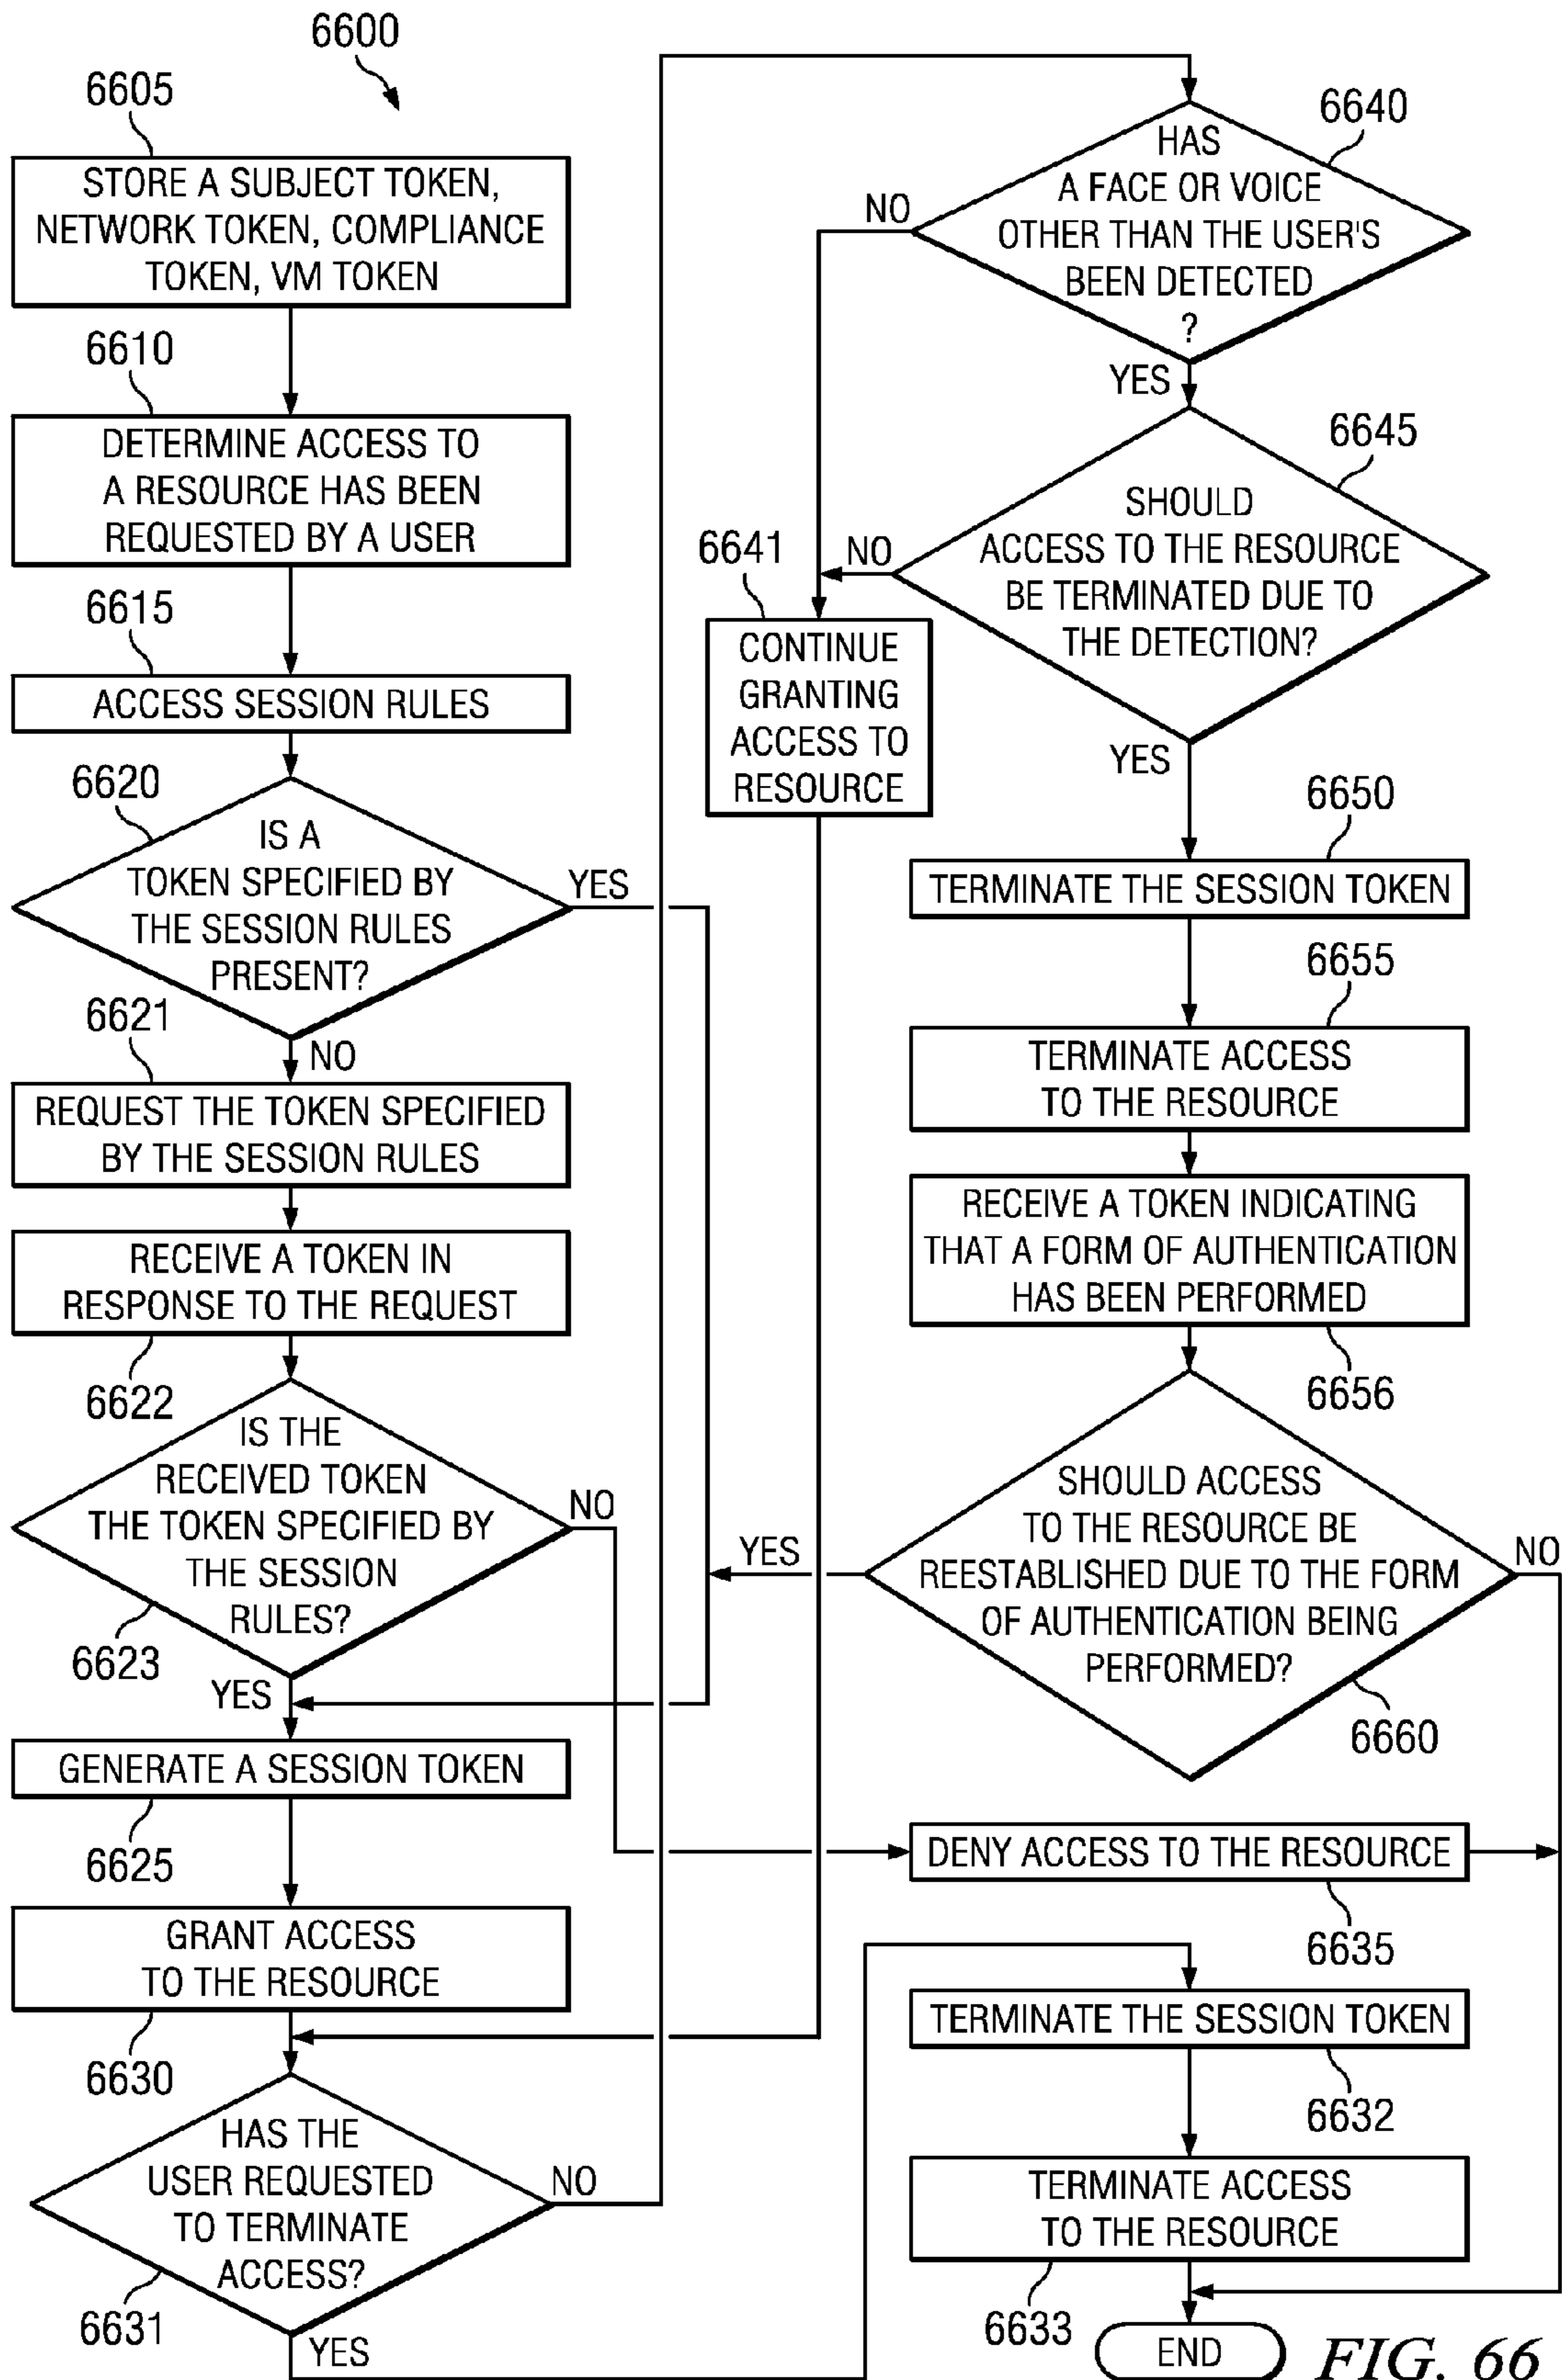 6600
6605
STORE A SUBJECT TOKEN,
NETWORK TOKEN, COMPLIANCE
TOKEN, VM TOKEN
6610
DETERMINE ACCESS TO
A RESOURCE HAS BEEN
REQUESTED BY A USER
6615
ACCESS SESSION RULES
6620
IS A
TOKEN SPECIFIED BY
THE SESSION RULES
PRESENT?
YES
NO
6621
REQUEST THE TOKEN SPECIFIED
BY THE SESSION RULES
RECEIVE A TOKEN IN
RESPONSE TO THE REQUEST
6622
IS THE
RECEIVED TOKEN
THE TOKEN SPECIFIED BY
THE SESSION
RULES?
NO
6623
YES
GENERATE A SESSION TOKEN
6625
GRANT ACCESS
TO THE RESOURCE
6630
HAS THE
USER REQUESTED
TO TERMINATE
ACCESS?
NO
6631
YES
6640
HAS
A FACE OR VOICE
OTHER THAN THE USER'S
BEEN DETECTED
?
NO
YES
6645
SHOULD
ACCESS TO THE RESOURCE
BE TERMINATED DUE TO
THE DETECTION?
NO
6641
CONTINUE
GRANTING
ACCESS TO
RESOURCE
YES
6650
TERMINATE THE SESSION TOKEN
6655
TERMINATE ACCESS
TO THE RESOURCE
RECEIVE A TOKEN INDICATING
THAT A FORM OF AUTHENTICATION
HAS BEEN PERFORMED
6656
SHOULD ACCESS
TO THE RESOURCE BE
REESTABLISHED DUE TO THE FORM
OF AUTHENTICATION BEING
PERFORMED?
YES
NO
6660
DENY ACCESS TO THE RESOURCE
6635
TERMINATE THE SESSION TOKEN
6632
TERMINATE ACCESS
TO THE RESOURCE
6633
END
FIG. 66